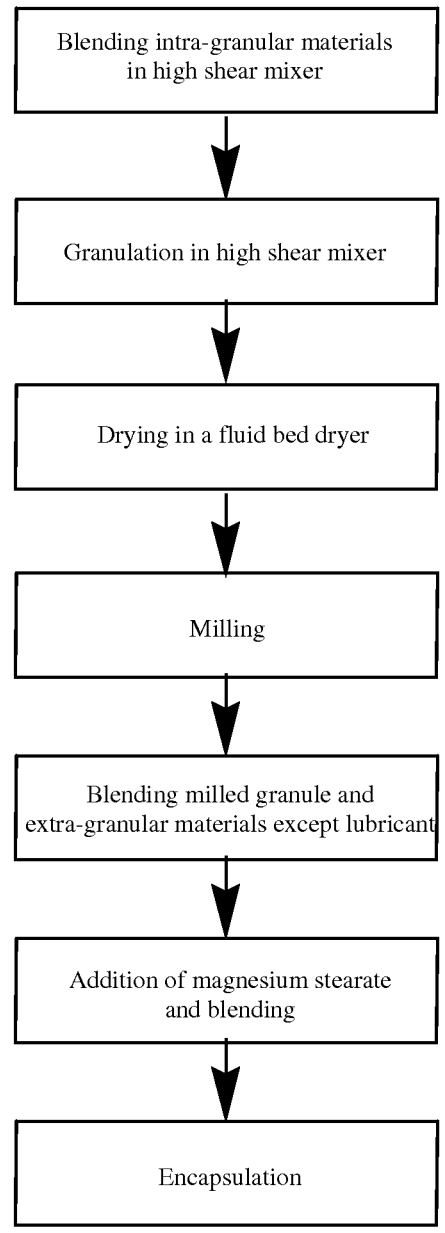 Blending intra-granular materials
in high shear mixer
Granulation in high shear mixer
Drying in a fluid bed dryer
Milling
Blending milled granule and
extra-granular materials except lubricant
Addition of magnesium stearate
and blending
Encapsulation